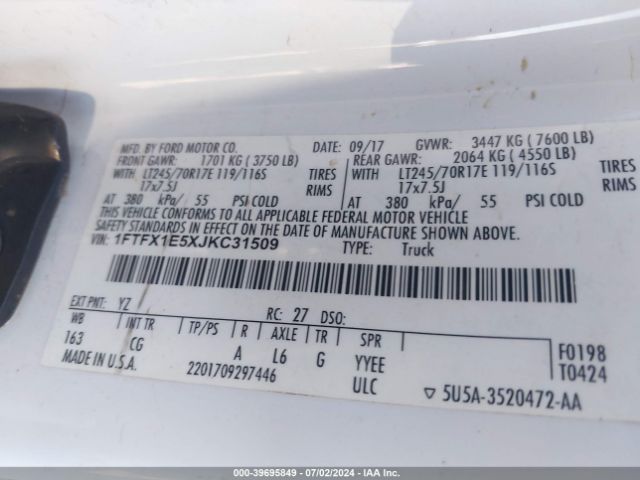 MFD. BY FORD MOTOR CO. DATE: 09/17 GVWR: 3447 KG (7600 LB)
FRONT GAWR: 1701 KG (3750 LB) REAR GAWR: 2064 KG (4550 LB)
WITH LT245/70R17E 119/116S TIRES WITH LT245/70R17E 119/116S TIRES
17x7.5J RIMS 17x7.5J RIMS
AT 380 kPa/ 55 PSI COLD AT 380 kPa/ 55 PSI COLD
THIS VEHICLE CONFORMS TO ALL APPLICABLE FEDERAL MOTOR VEHICLE
SAFETY STANDARDS IN EFFECT ON THE DATE OF MANUFACTURE SHOWN ABOVE.
VIN: 1FTFX1E5XJKC31509 TYPE: Truck
EXT PNT: YZ RC: 27 DSO:
WB INT TR TP/PS R AXLE TR SPR
163 CG A L6 G YYEE F0198
MADE IN U.S.A. 2201709297446 ULC T0424
▽ 5U5A-3520472-AA
000-39695849 - 07/02/2024 - IAA Inc.